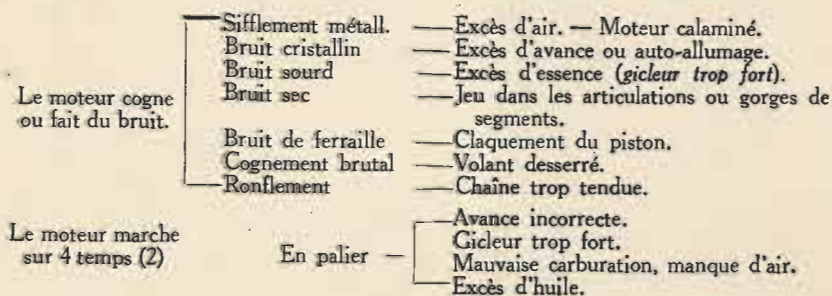 Sifflement métall. — Excès d'air. — Moteur calaminé.
Bruit cristallin — Excès d'avance ou auto-allumage.
Bruit sourd — Excès d'essence (gicleur trop fort).
Bruit sec — Jeu dans les articulations ou gorges de
segments.
Le moteur cogne
ou fait du bruit.
Bruit de ferraille — Claquement du piston.
Cognement brutal — Volant desserré.
Ronflement — Chaîne trop tendue.
Le moteur marche
sur 4 temps (2)
En palier —
Avance incorrecte.
Gicleur trop fort.
Mauvaise carburation, manque d'air.
Excès d'huile.